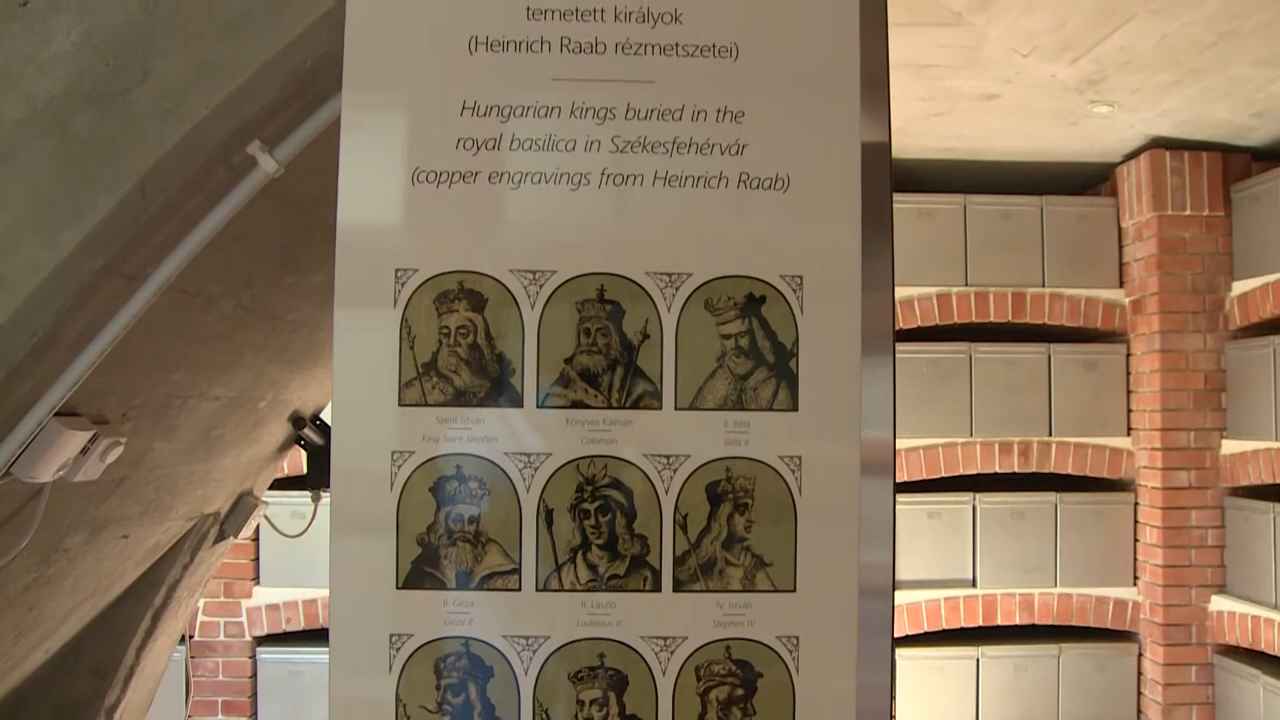 temetett királyok
(Heinrich Raab rézmetszetei)
Hungarian kings buried in the
royal basilica in Székesfehérvár
(copper engravings from Heinrich Raab)
Szent István
King Saint Stephen
Könyves Kálmán
Coloman
II. Béla
Béla II
II. Géza
Géza II
II. László
Ladislaus II
IV. István
Stephen IV